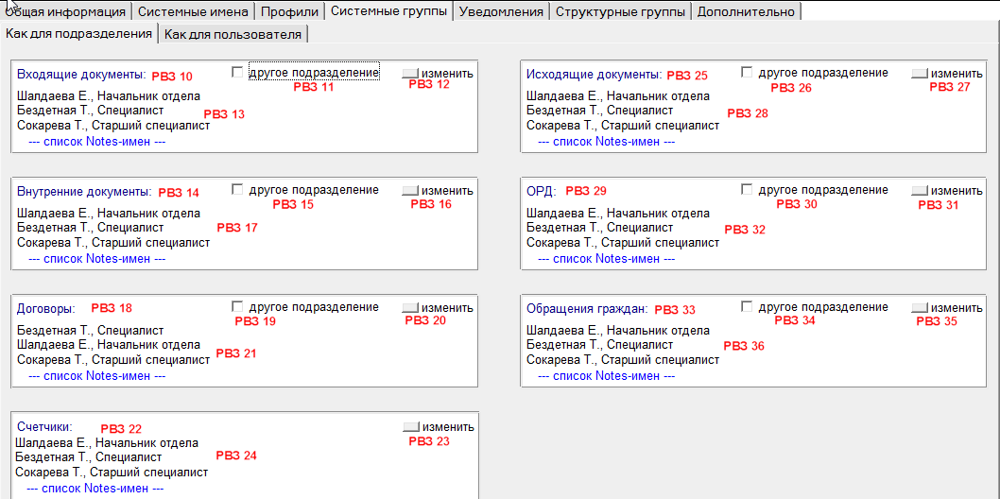 Общая информация Системные имена Профили Системные группы Уведомления Структурные группы Дополнительно
Как для подразделения Как для пользователя
Входящие документы: РВЗ 10 другое подразделение изменить
РВЗ 11 РВЗ 12
Шалдаева Е., Начальник отдела
Бездетная Т., Специалист РВЗ 13
Сокарева Т., Старший специалист
--- список Notes-имен ---
Исходящие документы: РВЗ 25 другое подразделение изменить
РВЗ 26 РВЗ 27
Шалдаева Е., Начальник отдела
Бездетная Т., Специалист РВЗ 28
Сокарева Т., Старший специалист
--- список Notes-имен ---
Внутренние документы: РВЗ 14 другое подразделение изменить
РВЗ 15 РВЗ 16
Шалдаева Е., Начальник отдела
Бездетная Т., Специалист РВЗ 17
Сокарева Т., Старший специалист
--- список Notes-имен ---
ОРД: РВЗ 29 другое подразделение изменить
РВЗ 30 РВЗ 31
Шалдаева Е., Начальник отдела
Бездетная Т., Специалист РВЗ 32
Сокарева Т., Старший специалист
--- список Notes-имен ---
Договоры: РВЗ 18 другое подразделение изменить
РВЗ 19 РВЗ 20
Бездетная Т., Специалист
Шалдаева Е., Начальник отдела РВЗ 21
Сокарева Т., Старший специалист
--- список Notes-имен ---
Обращения граждан: РВЗ 33 другое подразделение изменить
РВЗ 34 РВЗ 35
Шалдаева Е., Начальник отдела
Бездетная Т., Специалист РВЗ 36
Сокарева Т., Старший специалист
--- список Notes-имен ---
Счетчики: РВЗ 22 изменить
РВЗ 23
Шалдаева Е., Начальник отдела
Бездетная Т., Специалист РВЗ 24
Сокарева Т., Старший специалист
--- список Notes-имен ---